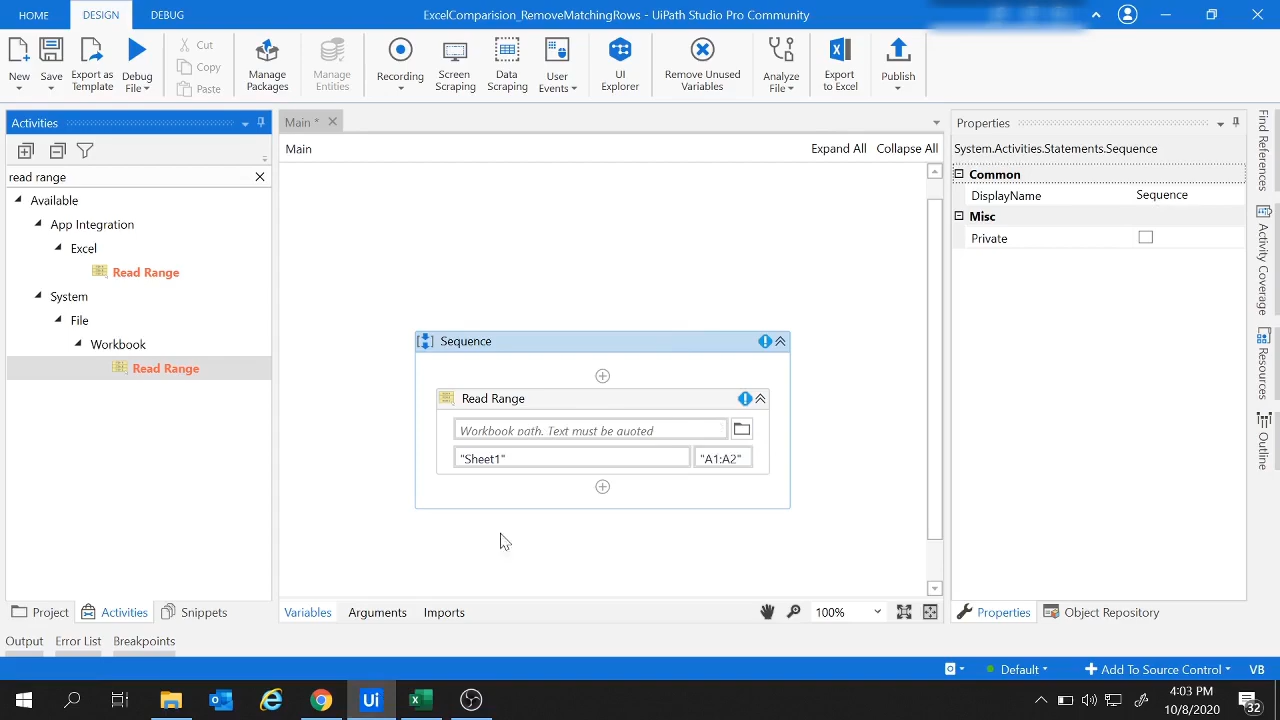 HOME DESIGN DEBUG ExcelComparision_RemoveMatchingRows - UiPath Studio Pro Community
New Save Export as Template Debug File Cut Copy Paste Manage Packages Manage Entities Recording Screen Scraping Data Scraping User Events UI Explorer Remove Unused Variables Analyze File Export to Excel Publish
Activities
read range
Available
App Integration
Excel
Read Range
System
File
Workbook
Read Range
Project Activities Snippets
Main *
Main Expand All Collapse All
Sequence
Read Range
Workbook path. Text must be quoted
"Sheet1" "A1:A2"
Variables Arguments Imports 100%
Properties
System.Activities.Statements.Sequence
Common
DisplayName Sequence
Misc
Private
Properties Object Repository
Find References
Activity Coverage
Resources
Outline
Output Error List Breakpoints
Default Add To Source Control VB
Ui
4:03 PM
10/8/2020
32